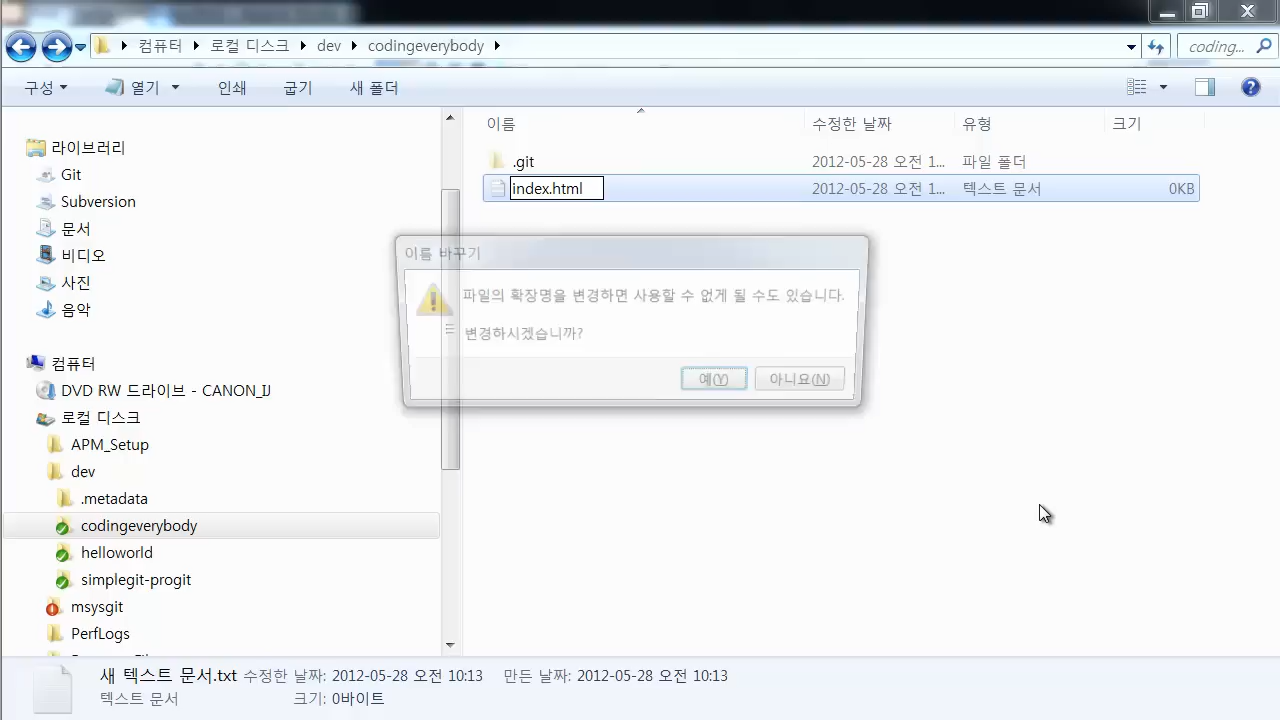 컴퓨터 로컬 디스크 dev codingeverybody coding...
구성 열기 인쇄 굽기 새 폴더
이름 수정한 날짜 유형 크기
.git 2012-05-28 오전 1... 파일 폴더
index.html 2012-05-28 오전 1... 텍스트 문서 0KB
라이브러리
Git
Subversion
문서
비디오
사진
음악
컴퓨터
DVD RW 드라이브 - CANON_IJ
로컬 디스크
APM_Setup
dev
.metadata
codingeverybody
helloworld
simplegit-progit
msysgit
PerfLogs
이름 바꾸기
파일의 확장명을 변경하면 사용할 수 없게 될 수도 있습니다.
변경하시겠습니까?
예(Y) 아니요(N)
새 텍스트 문서.txt 수정한 날짜: 2012-05-28 오전 10:13 만든 날짜: 2012-05-28 오전 10:13
텍스트 문서 크기: 0바이트